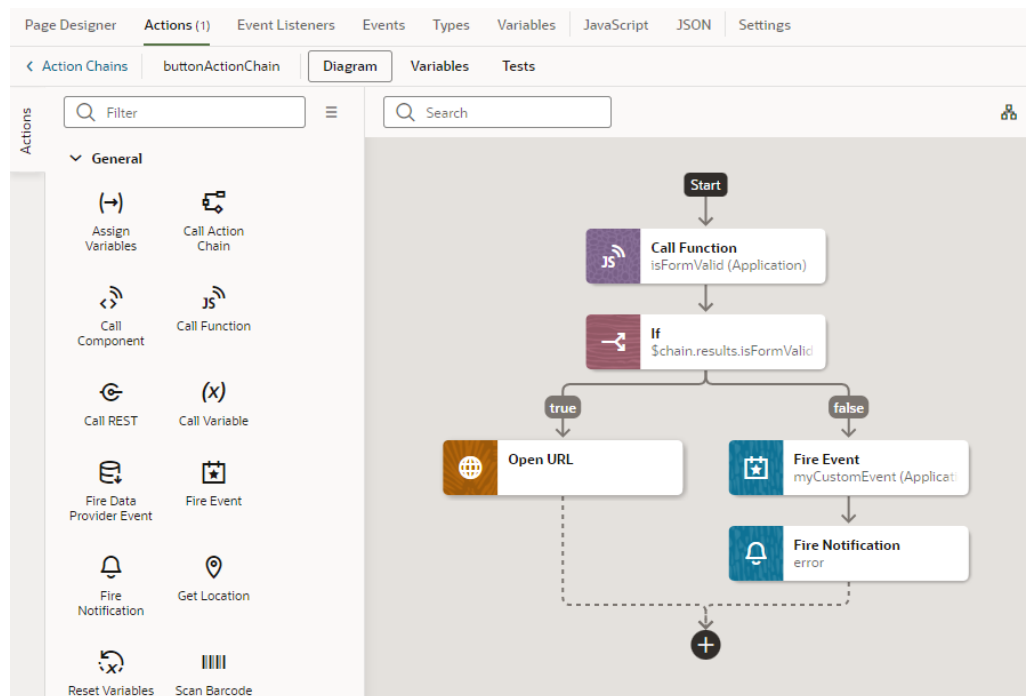 Page Designer Actions (1) Event Listeners Events Types Variables JavaScript JSON Settings
Action Chains buttonActionChain Diagram Variables Tests
Actions
Filter
General
(→)
Assign
Variables
Call Action
Chain
Call
Component
JS
Call Function
Call REST
(x)
Call Variable
Fire Data
Provider Event
Fire Event
Fire
Notification
Get Location
x
Reset Variables
Scan Barcode
Search
Start
JS
Call Function
isFormValid (Application)
If
$chain.results.isFormValid
true
false
Open URL
Fire Event
myCustomEvent (Applicati
Fire Notification
error